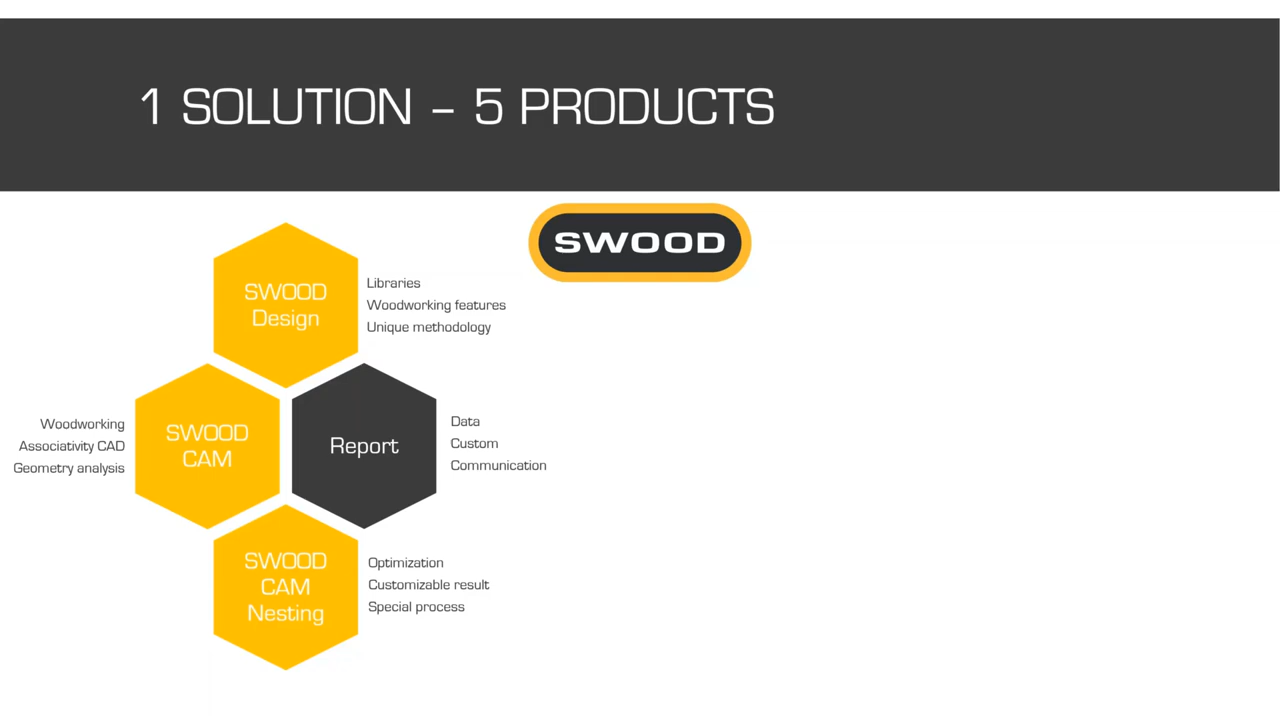 1 SOLUTION – 5 PRODUCTS
SWOOD
SWOOD
Design
Libraries
Woodworking features
Unique methodology
Woodworking
Associativity CAD
Geometry analysis
SWOOD
CAM
Report
Data
Custom
Communication
SWOOD
CAM
Nesting
Optimization
Customizable result
Special process